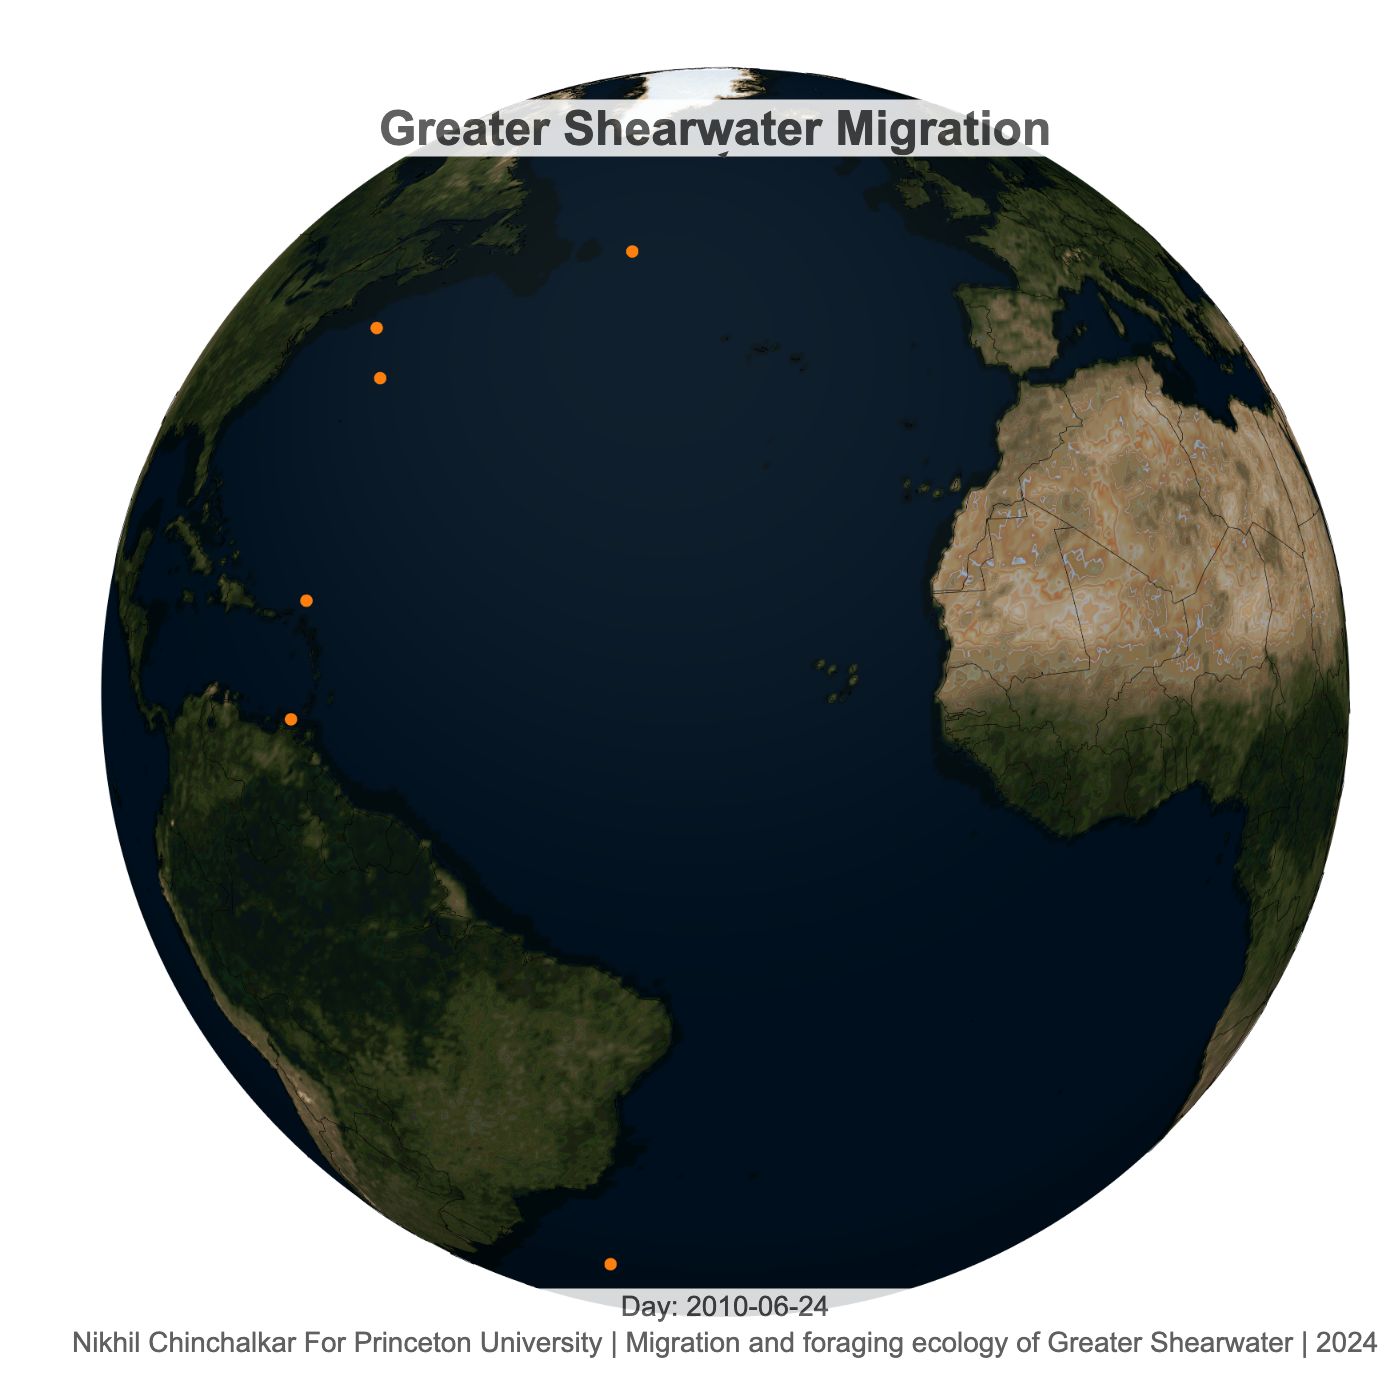 Greater Shearwater Migration
Day: 2010-06-24
Nikhil Chinchalkar For Princeton University | Migration and foraging ecology of Greater Shearwater | 2024